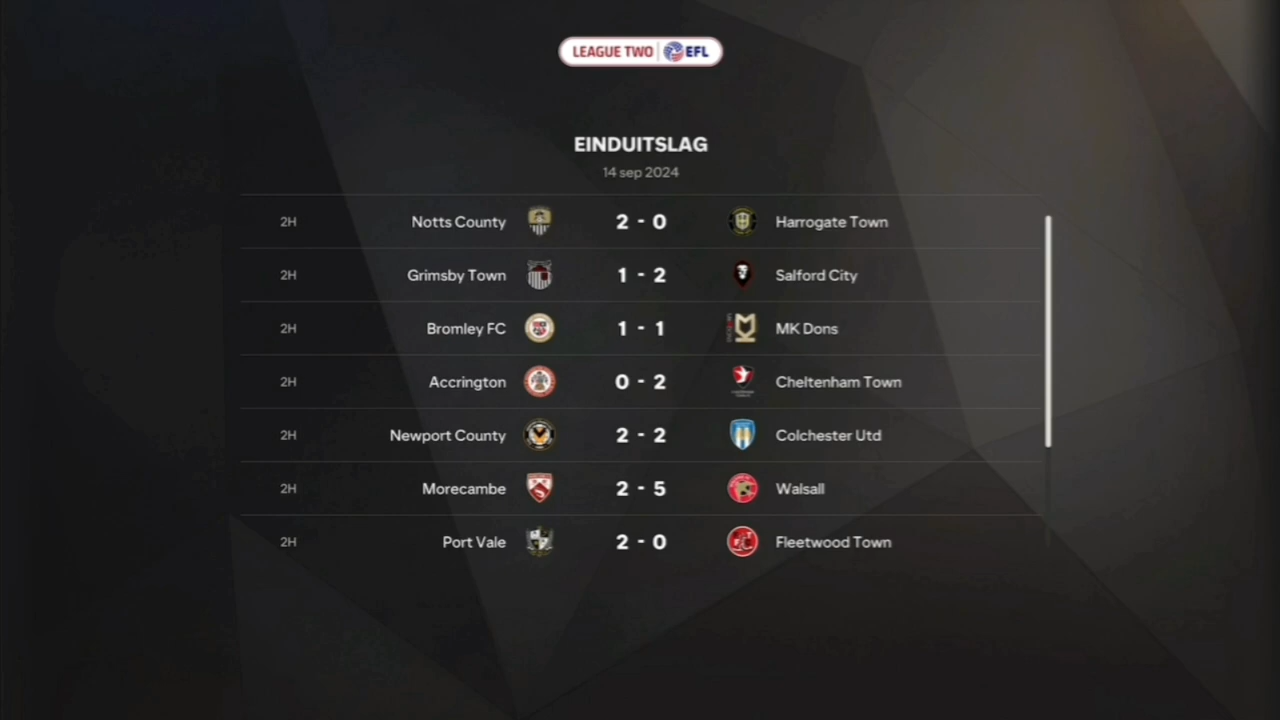 LEAGUE TWO EFL
EINDUITSLAG
14 sep 2024
2H Notts County 2 - 0 Harrogate Town
2H Grimsby Town 1 - 2 Salford City
2H Bromley FC 1 - 1 MK Dons
2H Accrington 0 - 2 Cheltenham Town
2H Newport County 2 - 2 Colchester Utd
2H Morecambe 2 - 5 Walsall
2H Port Vale 2 - 0 Fleetwood Town